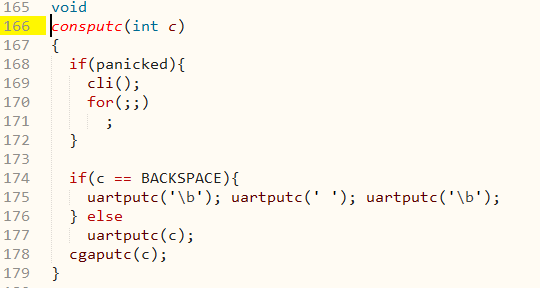 165 void
166 consputc(int c)
167 {
168   if(panicked){
169     cli();
170     for(;;)
171       ;
172   }
173
174   if(c == BACKSPACE){
175     uartputc('\b'); uartputc(' '); uartputc('\b');
176   } else
177     uartputc(c);
178   cgaputc(c);
179 }